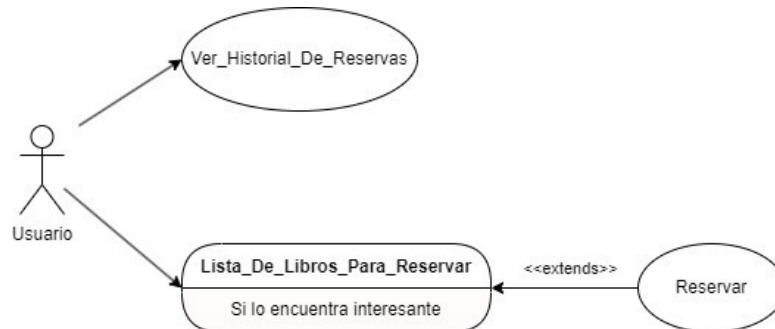 Ver_Historial_De_Reservas
Usuario
Lista_De_Libros_Para_Reservar
Si lo encuentra interesante
<<extends>>
Reservar